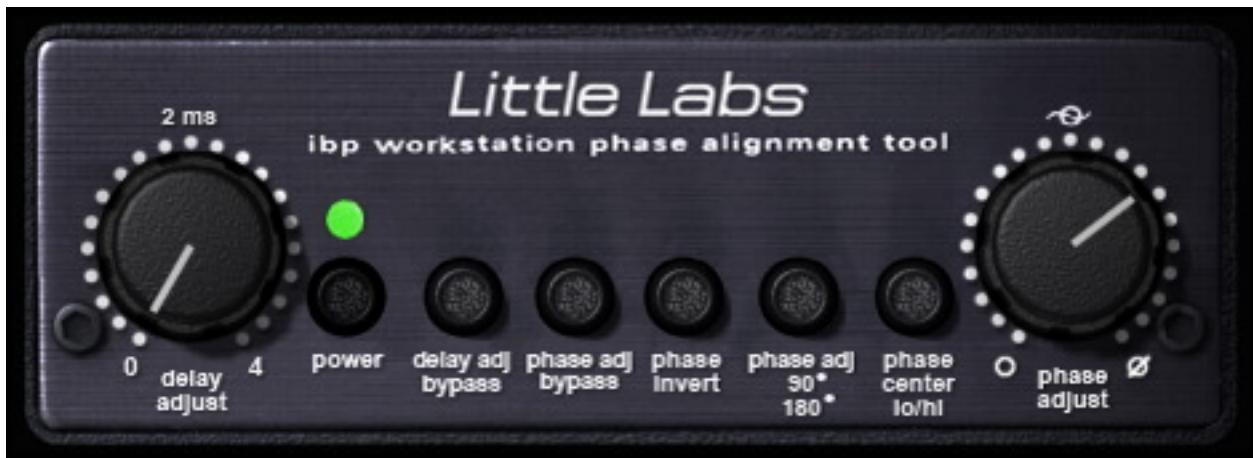 Little Labs
ibp workstation phase alignment tool
2 ms
0
4
delay
adjust
power
delay adj
bypass
phase adj
bypass
phase
invert
phase adj
90°
180°
phase
center
lo/hi
O
Ø
phase
adjust